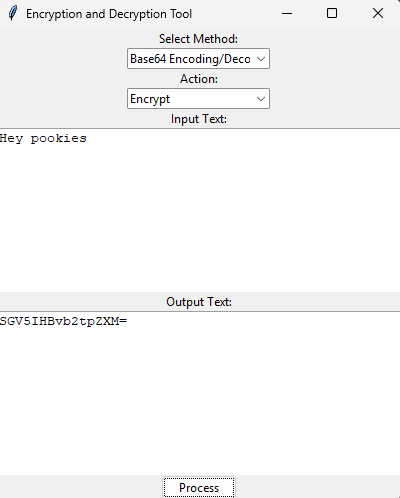 Encryption and Decryption Tool
Select Method:
Base64 Encoding/Deco
Action:
Encrypt
Input Text:
Hey pookies
Output Text:
SGV5IHBvb2tpZXM=
Process